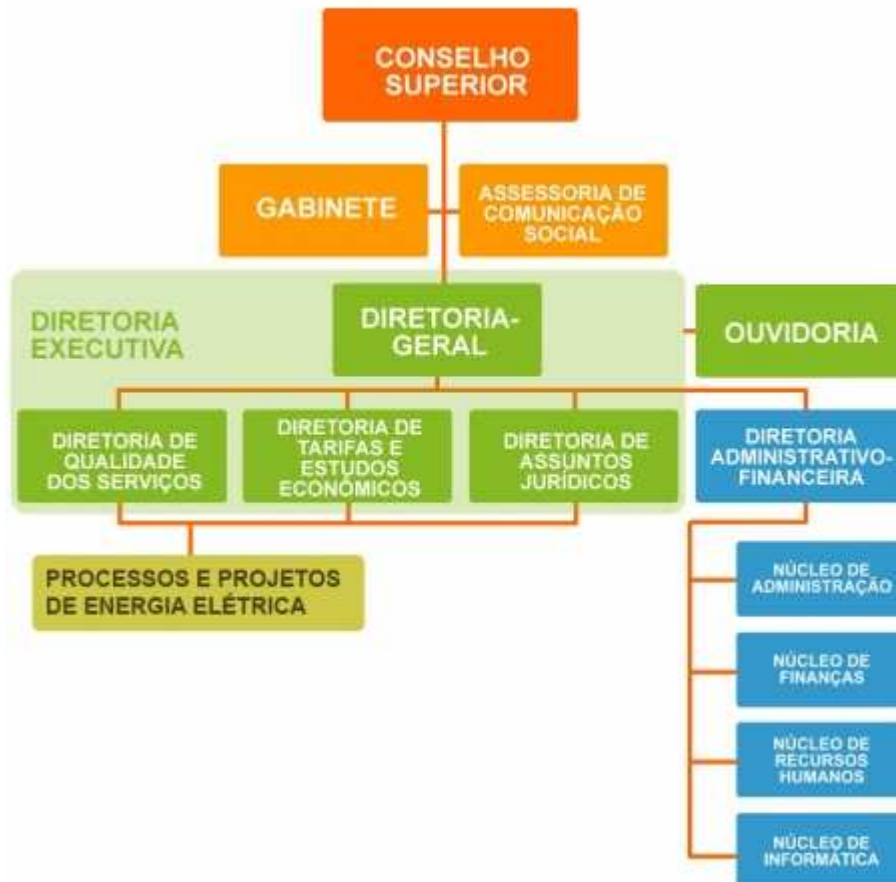 CONSELHO
SUPERIOR
GABINETE
ASSESSORIA DE
COMUNICAÇÃO
SOCIAL
DIRETORIA
EXECUTIVA
DIRETORIA-
GERAL
OUVIDORIA
DIRETORIA DE
QUALIDADE
DOS SERVIÇOS
DIRETORIA DE
TARIFAS E
ESTUDOS
ECONÔMICOS
DIRETORIA DE
ASSUNTOS
JURÍDICOS
DIRETORIA
ADMINISTRATIVO-
FINANCEIRA
PROCESSOS E PROJETOS
DE ENERGIA ELÉTRICA
NÚCLEO DE
ADMINISTRAÇÃO
NÚCLEO DE
FINANÇAS
NÚCLEO DE
RECURSOS
HUMANOS
NÚCLEO DE
INFORMÁTICA